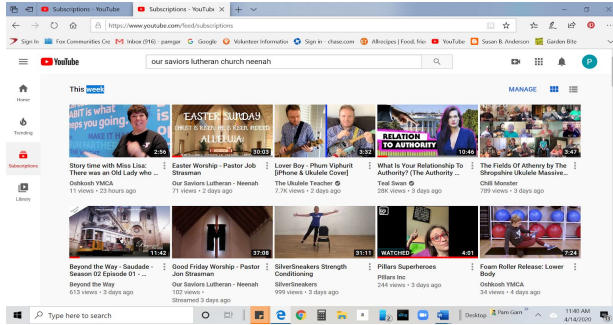 Subscriptions - YouTube
Subscriptions - YouTube
https://www.youtube.com/feed/subscriptions
Sign In
Fox Communities Cre
Inbox (916) - pamgar
Google
Volunteer Information
Sign in - chase.com
Allrecipes | Food, frie
YouTube
Susan B. Anderson
Garden Bite
YouTube
our saviors lutheran church neenah
P
This week
MANAGE
Home
Trending
Subscriptions
Library
ABIT is what
eps you going.
MAKE IT HA
2:56
EASTER SUNDAY
ALLELUIA!
30:03
3:32
RELATION
TO AUTHORITY
10:46
3:47
Story time with Miss Lisa:
There was an Old Lady who ...
Oshkosh YMCA
11 views • 23 hours ago
Easter Worship - Pastor Job
Strasman
Our Saviors Lutheran - Neenah
71 views • 2 days ago
Lover Boy - Phum Viphurit
[iPhone & Ukulele Cover]
The Ukulele Teacher
7.7K views • 2 days ago
What Is Your Relationship To
Authority? (The Authority ...
Teal Swan
28K views • 3 days ago
The Fields Of Athenry by The
Shropshire Ukulele Massive...
Chili Monster
789 views • 3 days ago
11:42
37:08
31:11
WATCHED
4:01
7:24
Beyond the Way - Saudade -
Season 02 Episode 01 - ...
Beyond the Way
613 views • 3 days ago
Good Friday Worship - Pastor
Jon Strasman
Our Saviors Lutheran - Neenah
102 views •
Streamed 3 days ago
SilverSneakers Strength
Conditioning
SilverSneakers
999 views • 3 days ago
Pillars Superheroes
Pillars Inc
244 views • 3 days ago
Foam Roller Release: Lower
Body
Oshkosh YMCA
34 views • 4 days ago
Type here to search
Desktop
Pam Garn
11:40 AM
4/14/2020